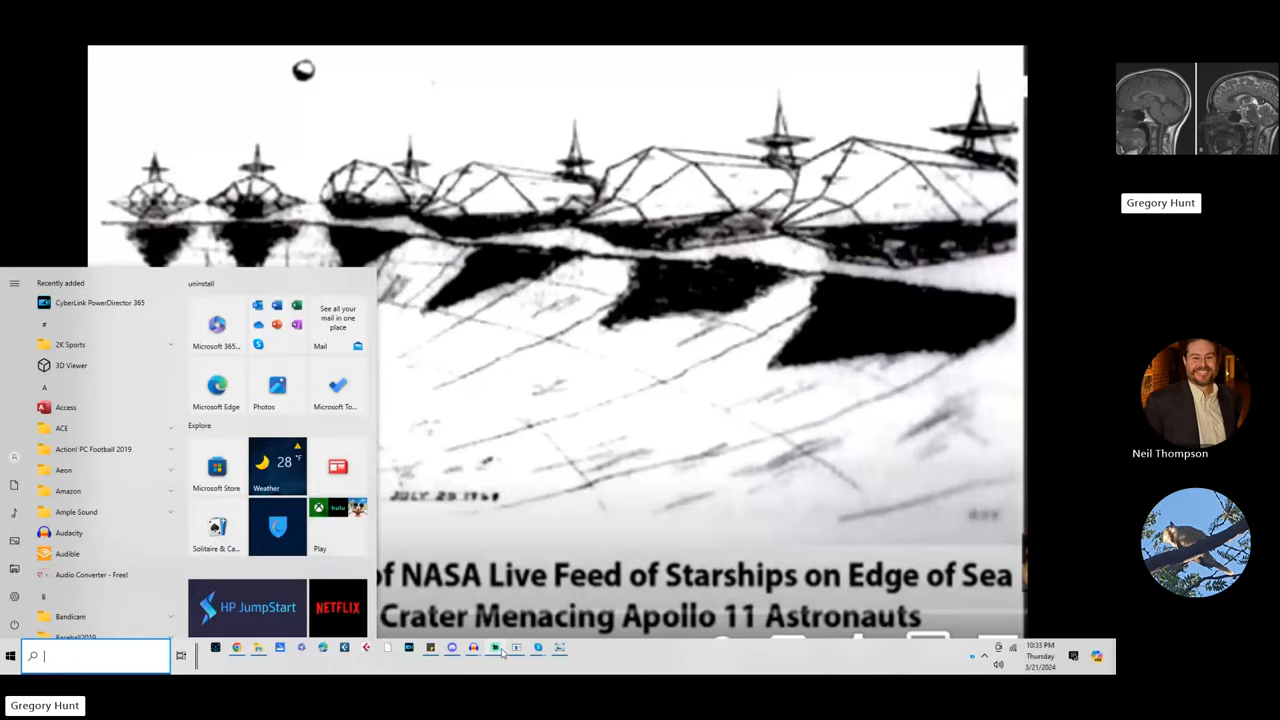 Gregory Hunt
Neil Thompson
Recently added
CyberLink PowerDirector 365
#
2K Sports
3D Viewer
A
Access
ACE
Action! PC Football 2019
Aeon
Amazon
Ample Sound
Audacity
Audible
Audio Converter - Free!
B
Bandicam
Baseball2019
uninstall
Microsoft 365...
See all your mail in one place
Mail
Microsoft Edge
Photos
Microsoft To...
Explore
Microsoft Store
28 °F
Weather
Solitaire & Ca...
hulu
Play
HP JumpStart
NETFLIX
JULY 20 1969
of NASA Live Feed of Starships on Edge of Sea
Crater Menacing Apollo 11 Astronauts
10:33 PM
Thursday
3/21/2024
Gregory Hunt